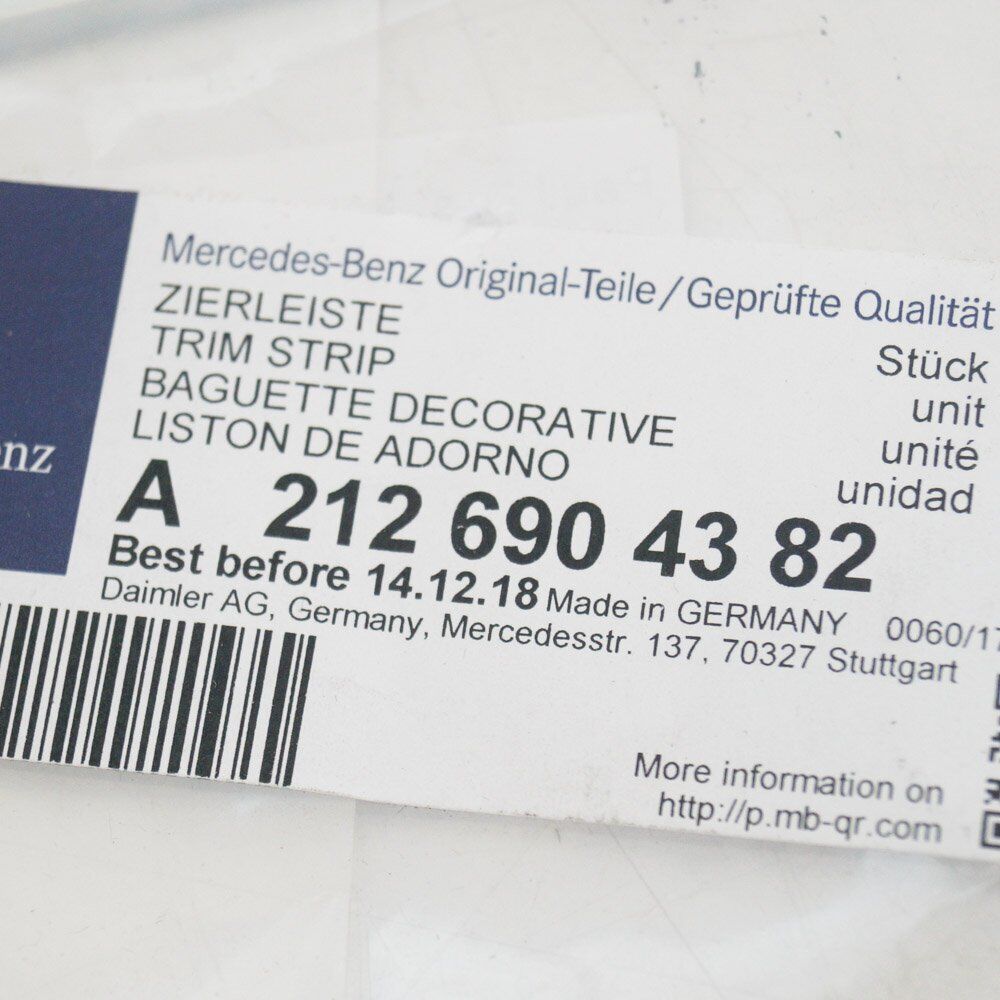 Mercedes-Benz Original-Teile/Geprüfte Qualität
ZIERLEISTE
TRIM STRIP
BAGUETTE DECORATIVE
LISTON DE ADORNO
Stück
unit
unité
unidad
nz
A 212 690 43 82
Best before 14.12.18 Made in GERMANY 0060/17
Daimler AG, Germany, Mercedesstr. 137, 70327 Stuttgart
More information on
http://p.mb-qr.com